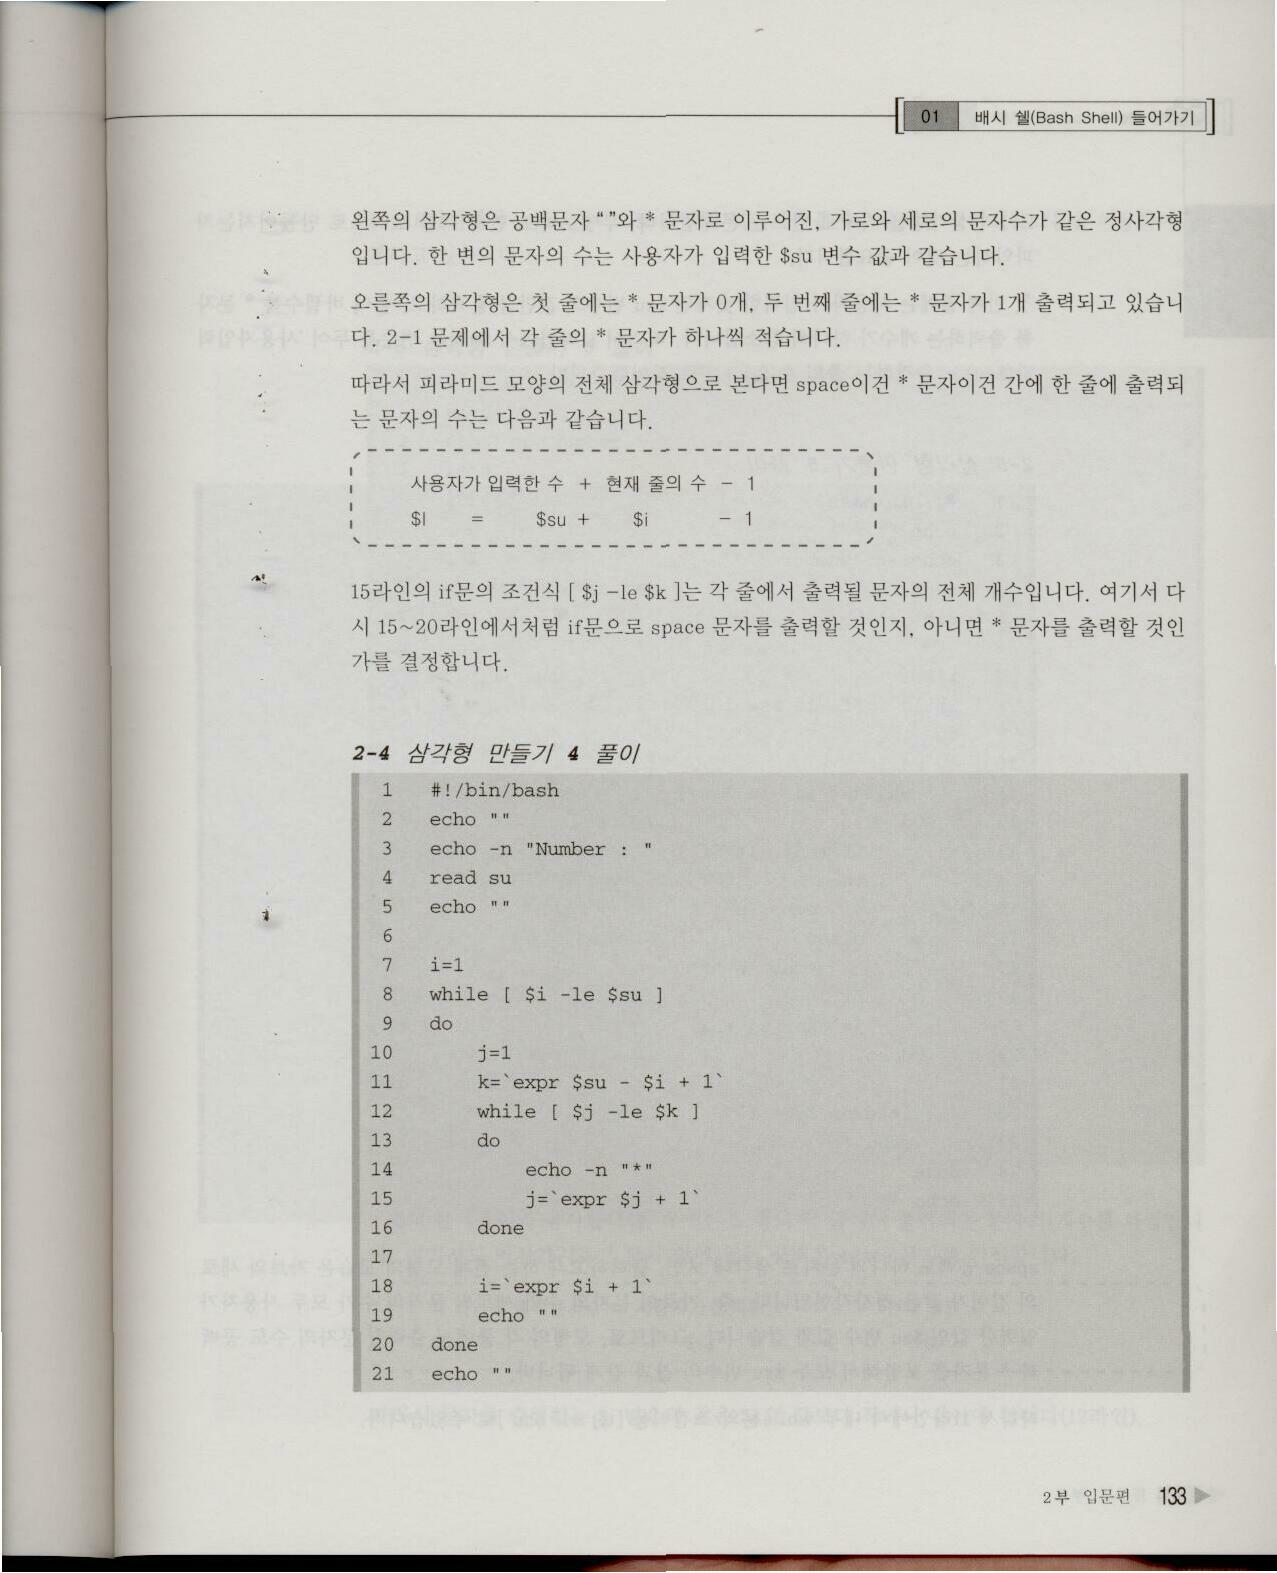 01 배시 쉘(Bash Shell) 들어가기
왼쪽의 삼각형은 공백문자 “ ”와 * 문자로 이루어진, 가로와 세로의 문자수가 같은 정사각형
입니다. 한 변의 문자의 수는 사용자가 입력한 $su 변수 값과 같습니다.
오른쪽의 삼각형은 첫 줄에는 * 문자가 0개, 두 번째 줄에는 * 문자가 1개 출력되고 있습니
다. 2-1 문제에서 각 줄의 * 문자가 하나씩 적습니다.
따라서 피라미드 모양의 전체 삼각형으로 본다면 space이건 * 문자이건 간에 한 줄에 출력되
는 문자의 수는 다음과 같습니다.
사용자가 입력한 수 + 현재 줄의 수 - 1
$l = $su + $i - 1
15라인의 if문의 조건식 [ $j -le $k ]는 각 줄에서 출력될 문자의 전체 개수입니다. 여기서 다
시 15~20라인에서처럼 if문으로 space 문자를 출력할 것인지, 아니면 * 문자를 출력할 것인
가를 결정합니다.
2-4 삼각형 만들기 4 풀이
1 #!/bin/bash
2 echo ""
3 echo -n "Number : "
4 read su
5 echo ""
6
7 i=1
8 while [ $i -le $su ]
9 do
10 j=1
11 k=`expr $su - $i + 1`
12 while [ $j -le $k ]
13 do
14 echo -n "*"
15 j=`expr $j + 1`
16 done
17
18 i=`expr $i + 1`
19 echo ""
20 done
21 echo ""
2부 입문편 133